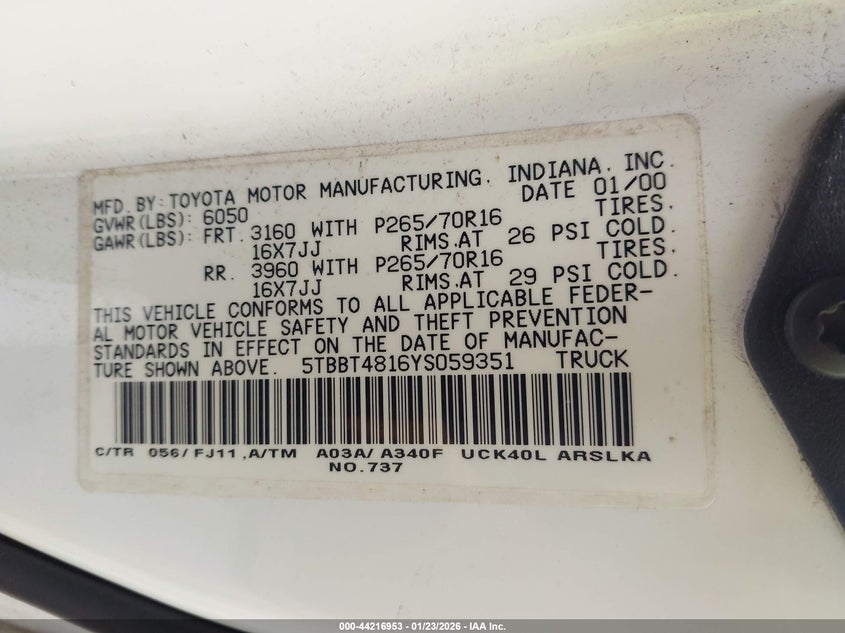 MFD. BY: TOYOTA MOTOR MANUFACTURING, INDIANA, INC.
GVWR(LBS): 6050 DATE 01/00
GAWR(LBS): FRT. 3160 WITH P265/70R16 TIRES.
16X7JJ RIMS.AT 26 PSI COLD.
RR. 3960 WITH P265/70R16 TIRES.
16X7JJ RIMS.AT 29 PSI COLD.
THIS VEHICLE CONFORMS TO ALL APPLICABLE FEDER-
AL MOTOR VEHICLE SAFETY AND THEFT PREVENTION
STANDARDS IN EFFECT ON THE DATE OF MANUFAC-
TURE SHOWN ABOVE. 5TBBT4816YS059351 TRUCK
C/TR 056/ FJ11 ,A/TM A03A/ A340F UCK40L ARSLKA
NO.737
000-44216953 - 01/23/2026 - IAA Inc.